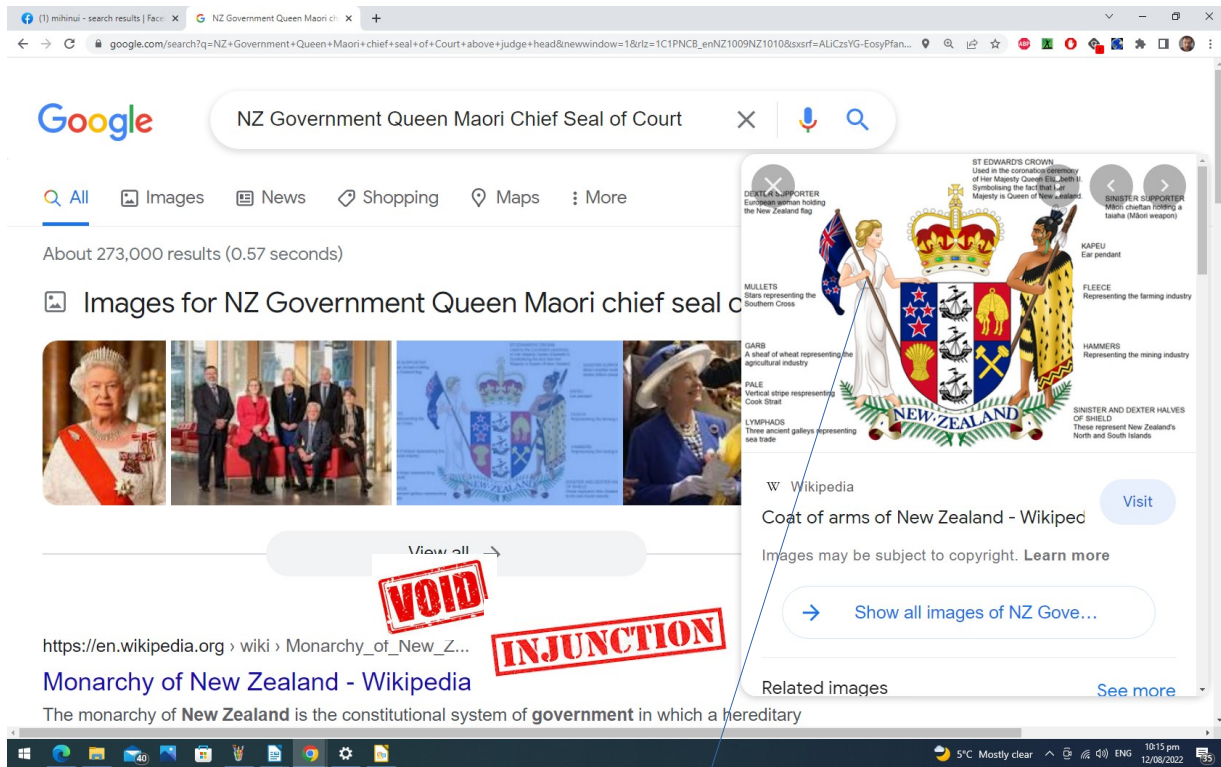 (1) mihinui - search results | Face
NZ Government Queen Maori ch
google.com/search?q=NZ+Government+Queen+Maori+Chief+seal+of+Court+above+judge+head&newwindow=1&rlz=1C1PNCB_enNZ1009NZ1010&sxsrf=ALiCzsYG-EosyPfan...
Google
NZ Government Queen Maori Chief Seal of Court
All
Images
News
Shopping
Maps
More
About 273,000 results (0.57 seconds)
Images for NZ Government Queen Maori chief seal o
View all
VOID
INJUNCTION
https://en.wikipedia.org › wiki › Monarchy_of_New_Z...
Monarchy of New Zealand - Wikipedia
The monarchy of New Zealand is the constitutional system of government in which a hereditary
ST EDWARD'S CROWN
Used in the coronation ceremony
of Her Majesty Queen Elizabeth II.
Symbolising the fact that Her
Majesty is Queen of New Zealand.
DEXTER SUPPORTER
European woman holding
the New Zealand flag
SINISTER SUPPORTER
Māori chieftan holding a
taiaha (Māori weapon)
KAPEU
Ear pendant
MULLETS
Stars representing the
Southern Cross
FLEECE
Representing the farming industry
GARB
A sheaf of wheat representing the
agricultural industry
HAMMERS
Representing the mining industry
PALE
Vertical stripe respresenting
Cook Strait
LYMPHADS
Three ancient galleys representing
sea trade
NEW ZEALAND
SINISTER AND DEXTER HALVES
OF SHIELD
These represent New Zealand's
North and South Islands
W Wikipedia
Coat of arms of New Zealand - Wikiped
Visit
Images may be subject to copyright. Learn more
Show all images of NZ Gove...
Related images
See more
40
5°C Mostly clear
ENG
10:15 pm
12/08/2022
35